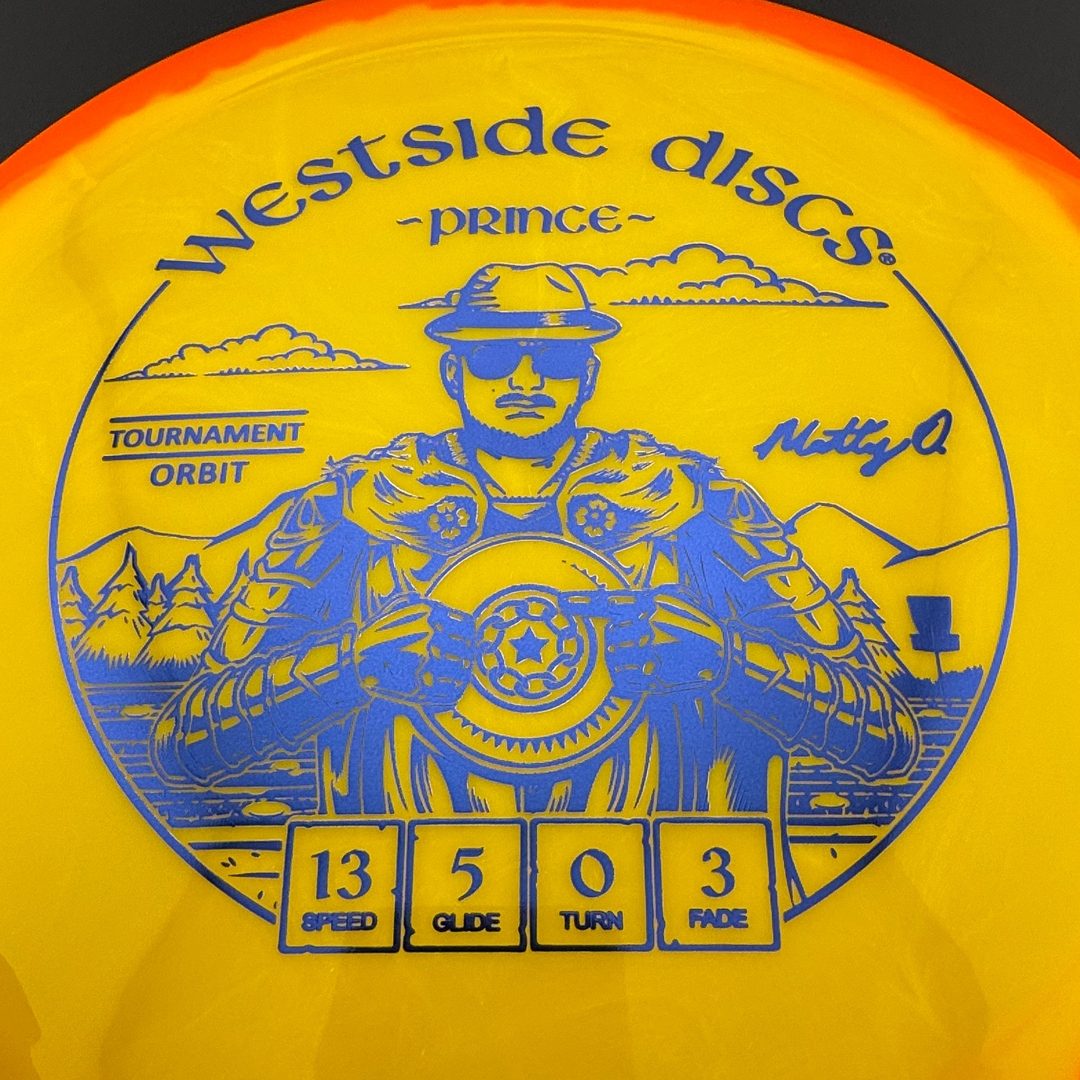 Westside Discs®
~Prince~
TOURNAMENT
ORBIT
Matty O.
13
SPEED
5
GLIDE
0
TURN
3
FADE